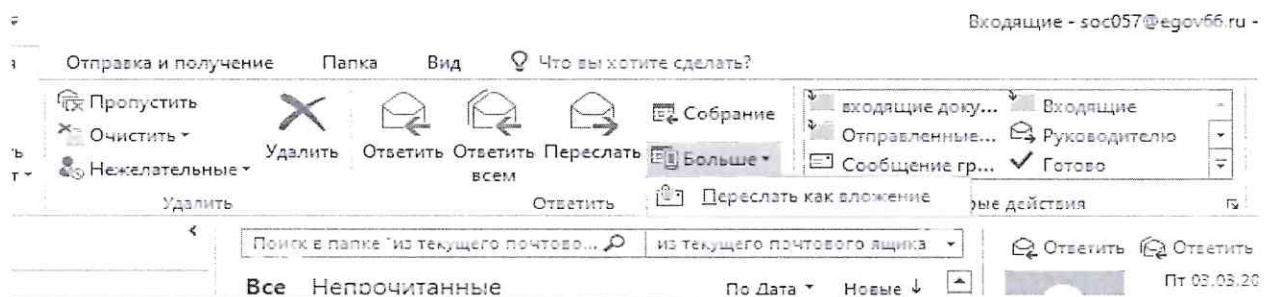 Входящие - soc057@egov66.ru -
Отправка и получение Папка Вид Что вы хотите сделать?
Пропустить
Очистить
Нежелательные
Удалить
Ответить
Ответить всем
Переслать
Собрание
Больше
Переслать как вложение
входящие доку...
Отправленные...
Сообщение гр...
Входящие
Руководителю
Готово
Удалить Ответить рые действия
Поиск в папке "из текущего почтово... из текущего почтового ящика
Ответить Ответить
Все Непрочитанные По Дата Новые ↓
Пт 03.03.20